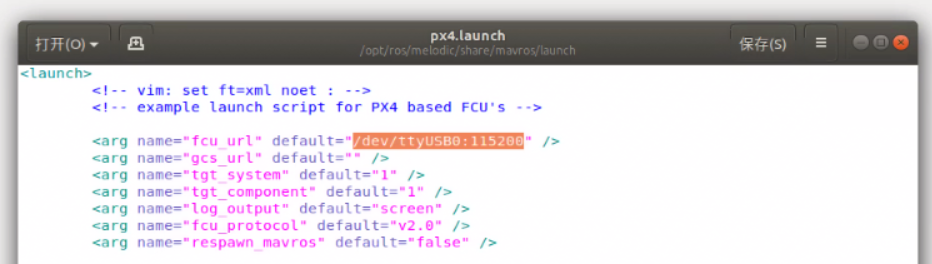 打开(O)
px4.launch
/opt/ros/melodic/share/mavros/launch
保存(S)
<launch>
<!-- vim: set ft=xml noet : -->
<!-- example launch script for PX4 based FCU's -->
<arg name="fcu_url" default="/dev/ttyUSB0:115200" />
<arg name="gcs_url" default="" />
<arg name="tgt_system" default="1" />
<arg name="tgt_component" default="1" />
<arg name="log_output" default="screen" />
<arg name="fcu_protocol" default="v2.0" />
<arg name="respawn_mavros" default="false" />